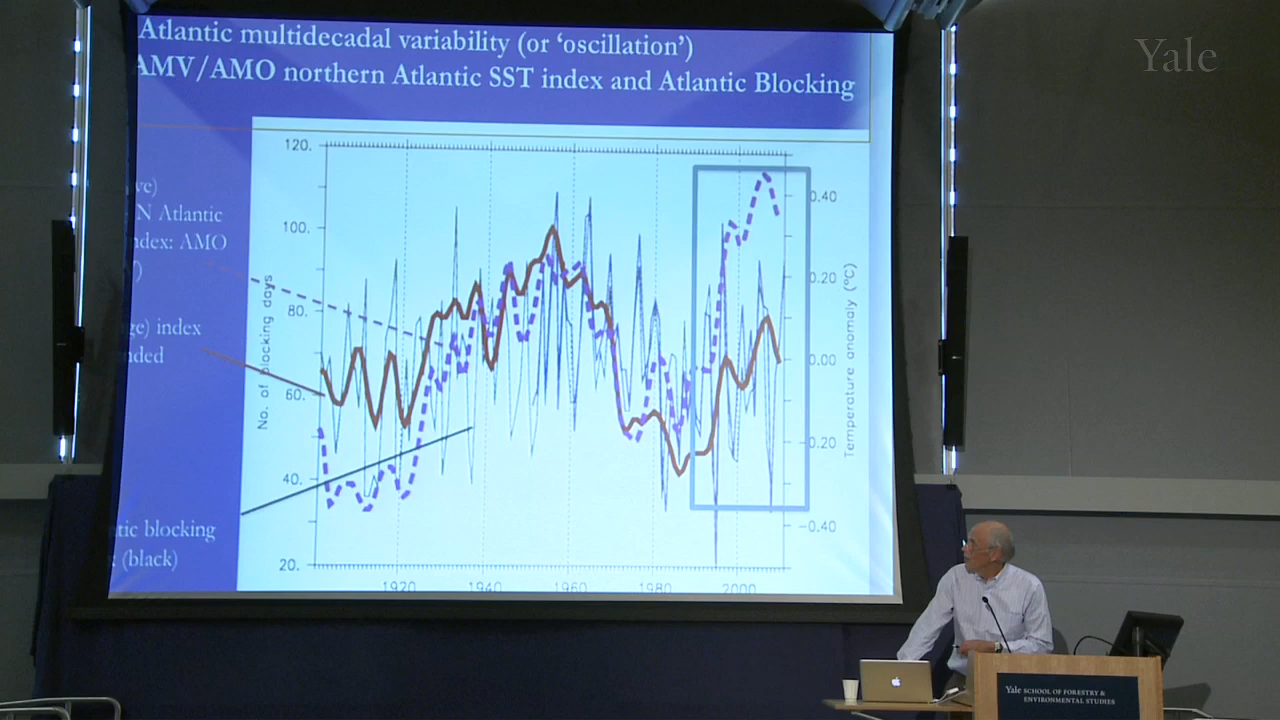 Yale
Atlantic multidecadal variability (or ‘oscillation’)
AMV/AMO northern Atlantic SST index and Atlantic Blocking
ve)
N Atlantic
ndex: AMO
)
ge) index
nded
tic blocking
: (black)
120.
100.
80.
60.
40.
20.
No. of blocking days
1920
1940
1960
1980
2000
0.40
0.20
0.00
0.20
-0.40
Temperature anomaly (°C)
Yale SCHOOL OF FORESTRY &
ENVIRONMENTAL STUDIES